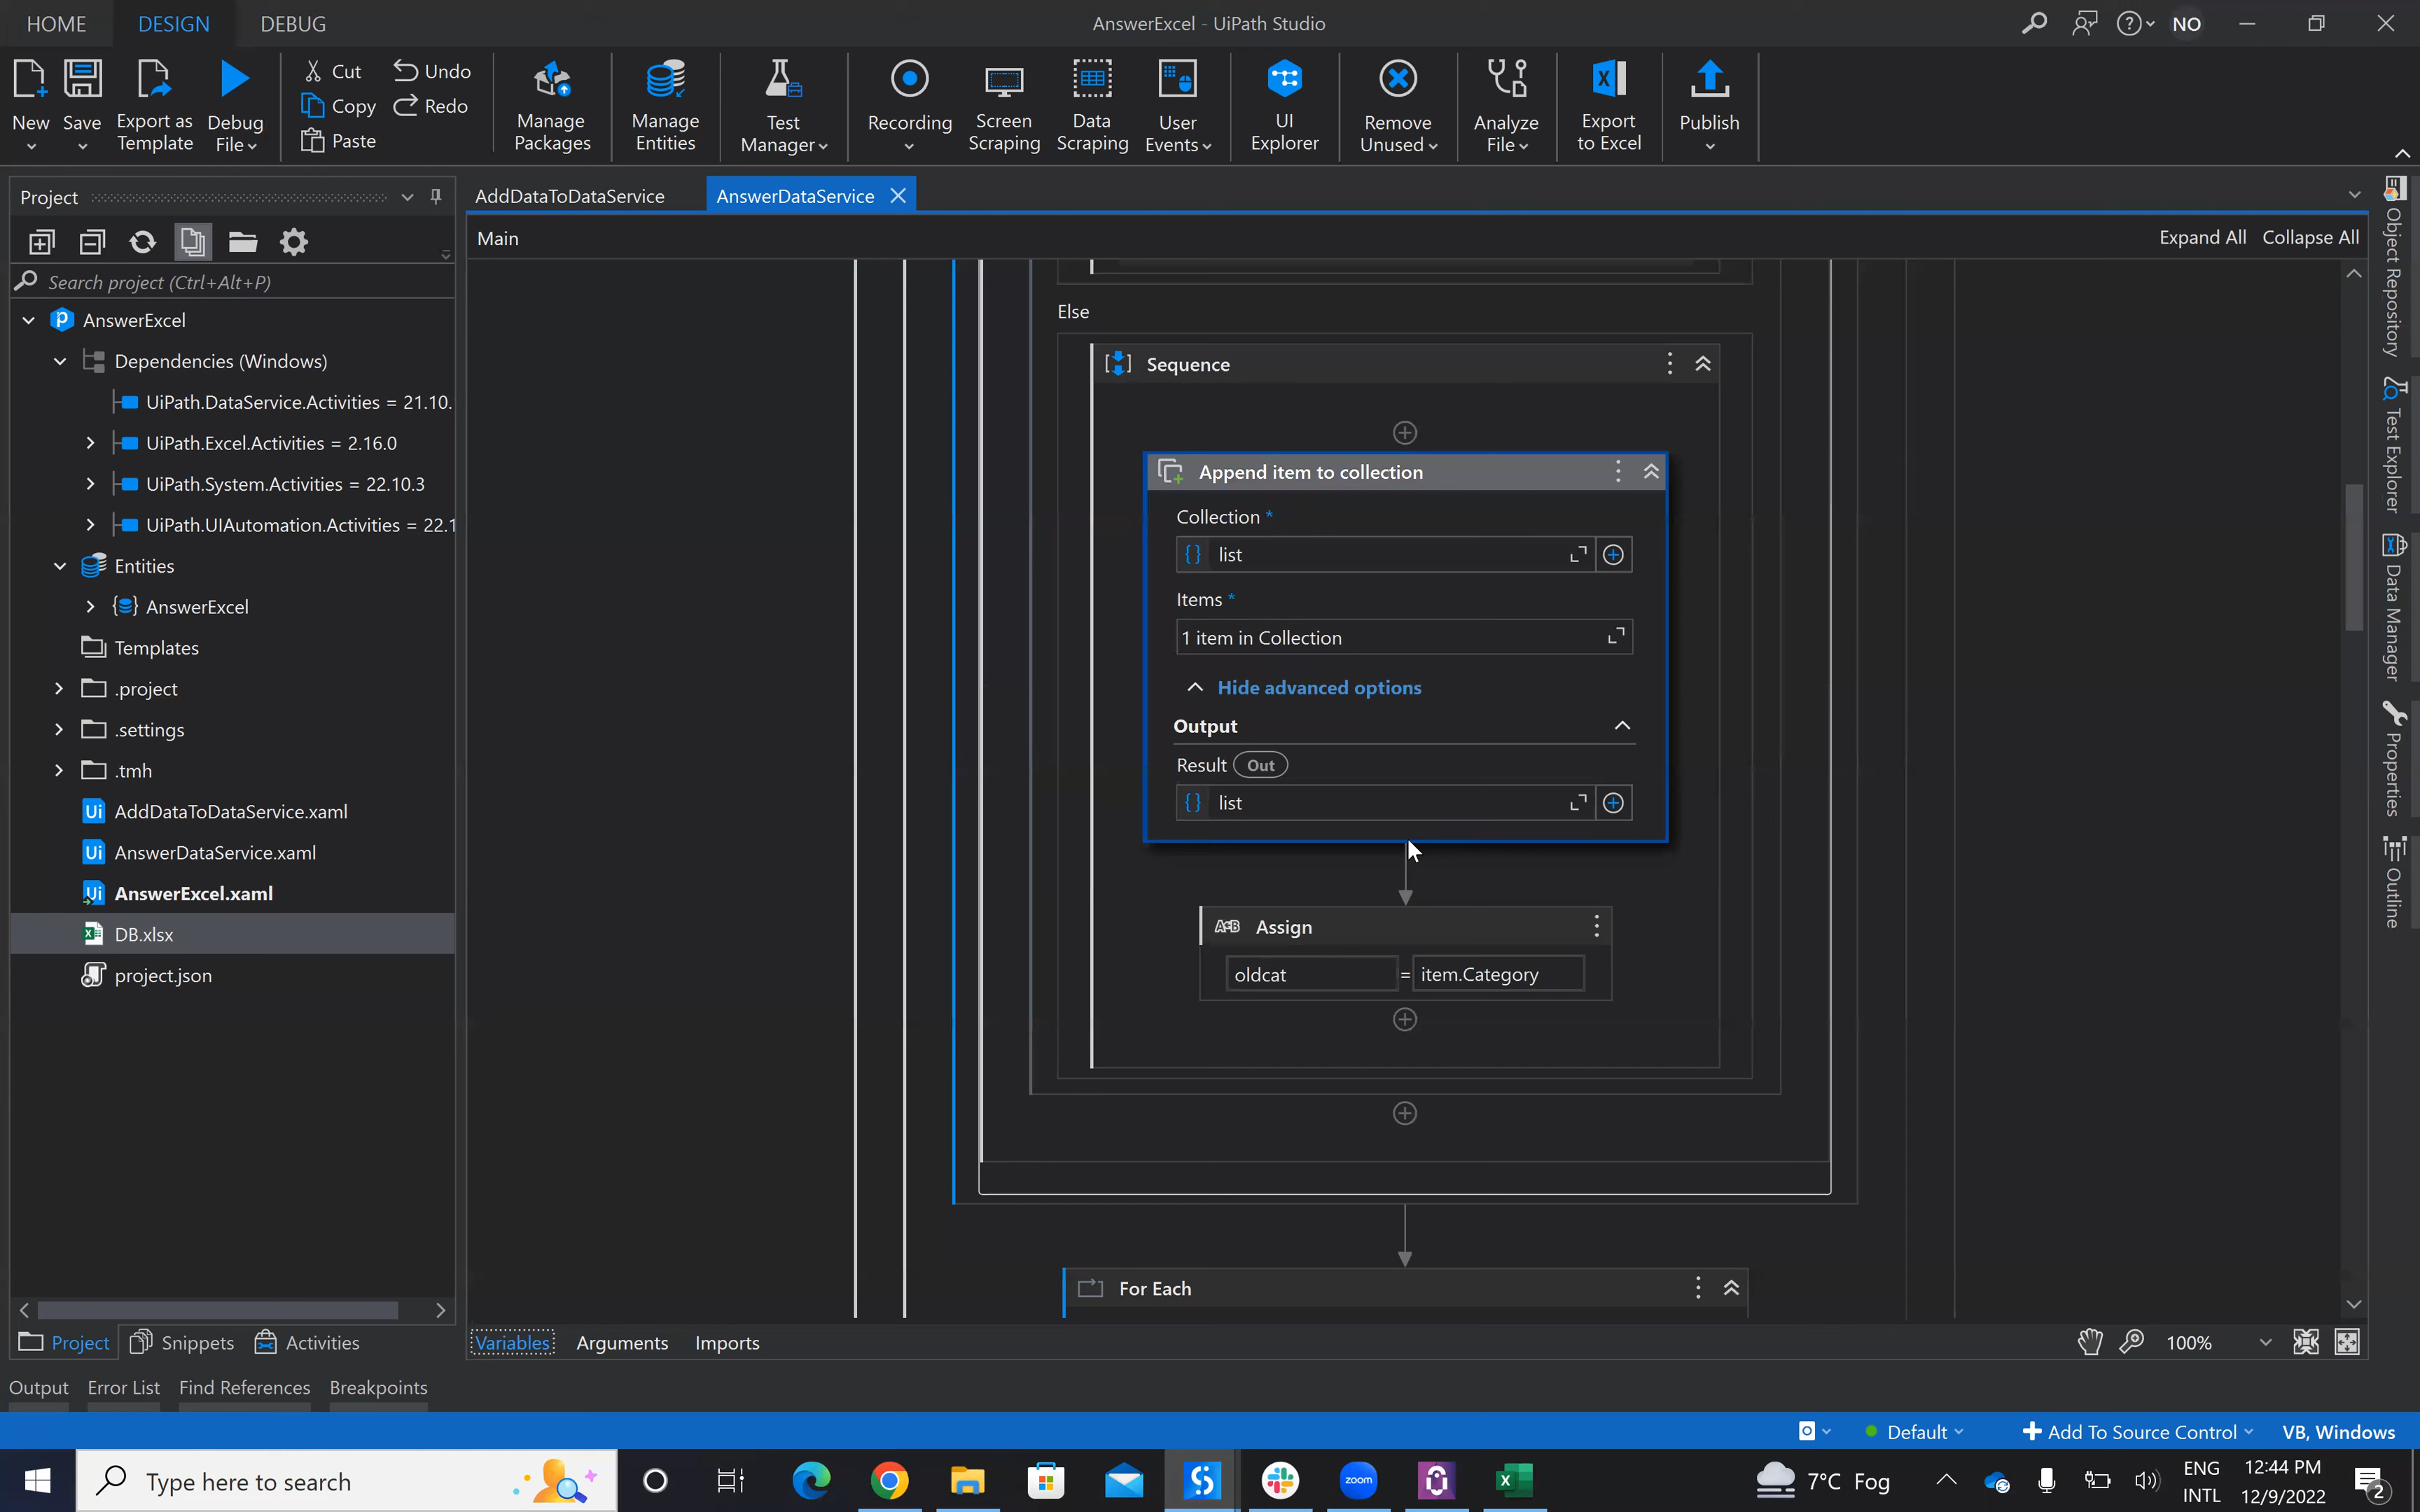 HOME DESIGN DEBUG
AnswerExcel - UiPath Studio
NO
New
Save
Export as Template
Debug File
Cut
Copy
Paste
Undo
Redo
Manage Packages
Manage Entities
Test Manager
Recording
Screen Scraping
Data Scraping
User Events
UI Explorer
Remove Unused
Analyze File
Export to Excel
Publish
Project
AddDataToDataService
AnswerDataService
Main
Expand All Collapse All
Search project (Ctrl+Alt+P)
AnswerExcel
Dependencies (Windows)
UiPath.DataService.Activities = 21.10.
UiPath.Excel.Activities = 2.16.0
UiPath.System.Activities = 22.10.3
UiPath.UIAutomation.Activities = 22.1
Entities
AnswerExcel
Templates
.project
.settings
.tmh
AddDataToDataService.xaml
AnswerDataService.xaml
AnswerExcel.xaml
DB.xlsx
project.json
Else
Sequence
Append item to collection
Collection *
{} list
Items *
1 item in Collection
Hide advanced options
Output
Result Out
{} list
A=B Assign
oldcat = item.Category
For Each
Object Repository
Test Explorer
Data Manager
Properties
Outline
Project Snippets Activities
Variables Arguments Imports
100%
Output Error List Find References Breakpoints
Default
Add To Source Control
VB, Windows
Type here to search
zoom
7°C Fog
ENG
INTL
12:44 PM
12/9/2022
2